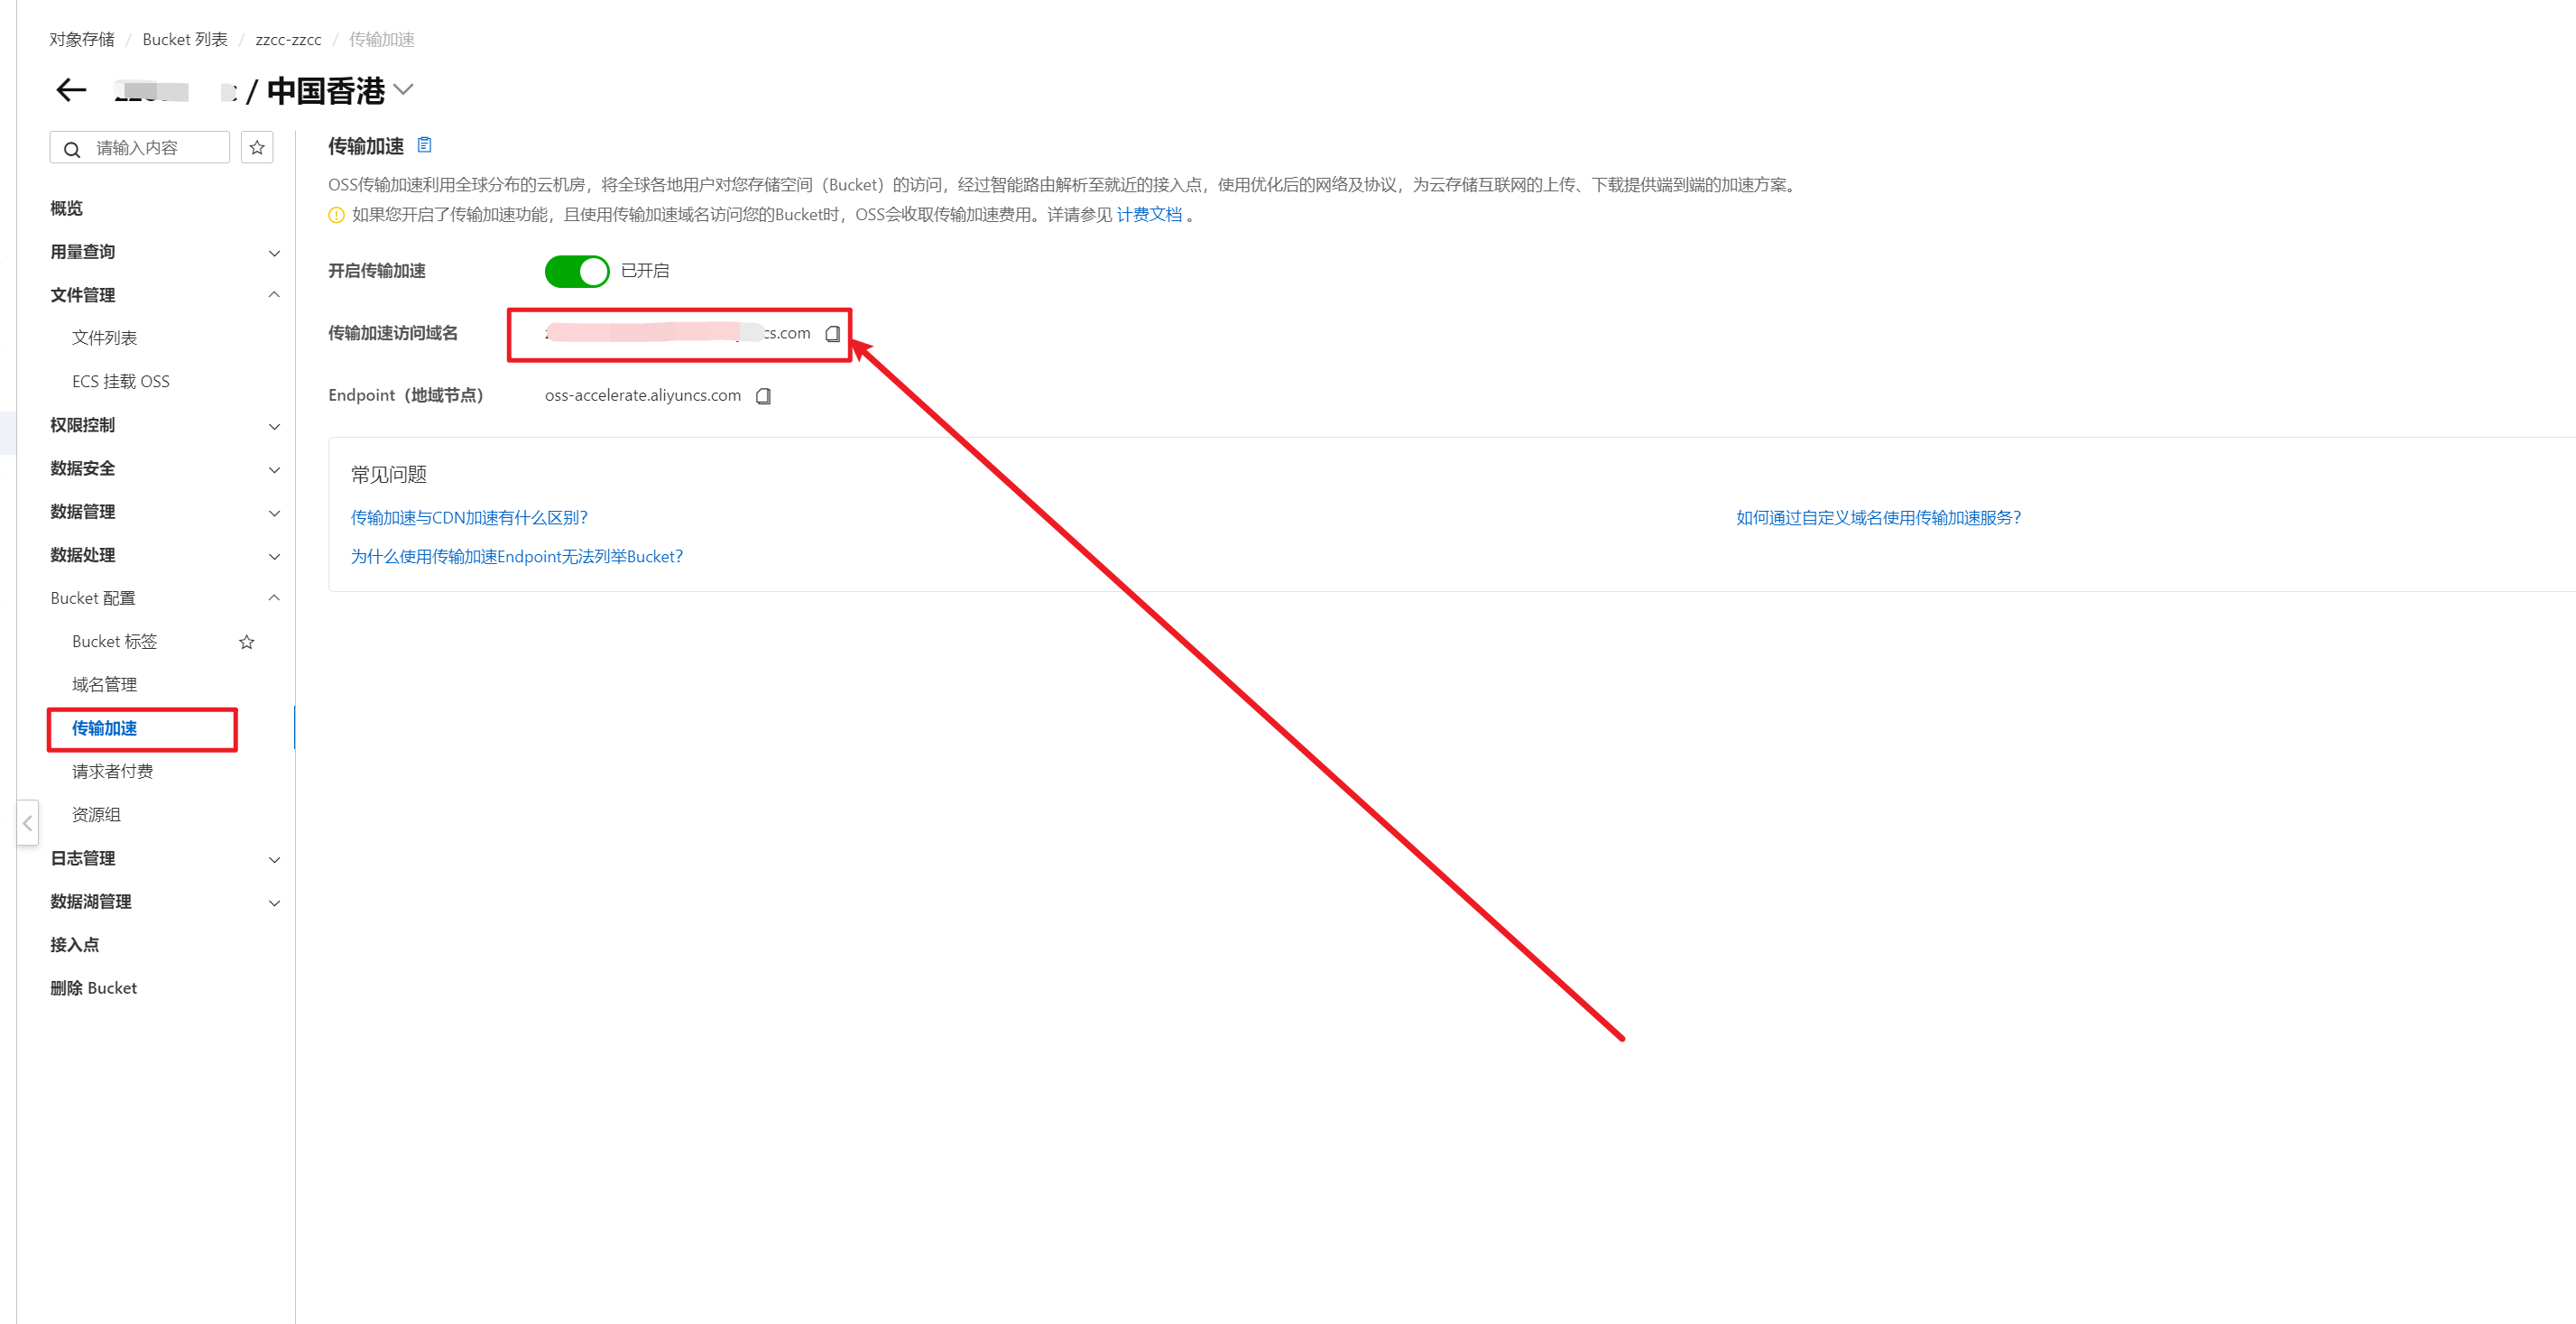 对象存储 / Bucket 列表 / zzcc-zzcc / 传输加速
/ 中国香港
请输入内容
概览
用量查询
文件管理
文件列表
ECS 挂载 OSS
权限控制
数据安全
数据管理
数据处理
Bucket 配置
Bucket 标签
域名管理
传输加速
请求者付费
资源组
日志管理
数据湖管理
接入点
删除 Bucket
传输加速
OSS传输加速利用全球分布的云机房，将全球各地用户对您存储空间（Bucket）的访问，经过智能路由解析至就近的接入点，使用优化后的网络及协议，为云存储互联网的上传、下载提供端到端的加速方案。
如果您开启了传输加速功能，且使用传输加速域名访问您的Bucket时，OSS会收取传输加速费用。详请参见 计费文档 。
开启传输加速 已开启
传输加速访问域名 cs.com
Endpoint（地域节点） oss-accelerate.aliyuncs.com
常见问题
传输加速与CDN加速有什么区别?
如何通过自定义域名使用传输加速服务?
为什么使用传输加速Endpoint无法列举Bucket?